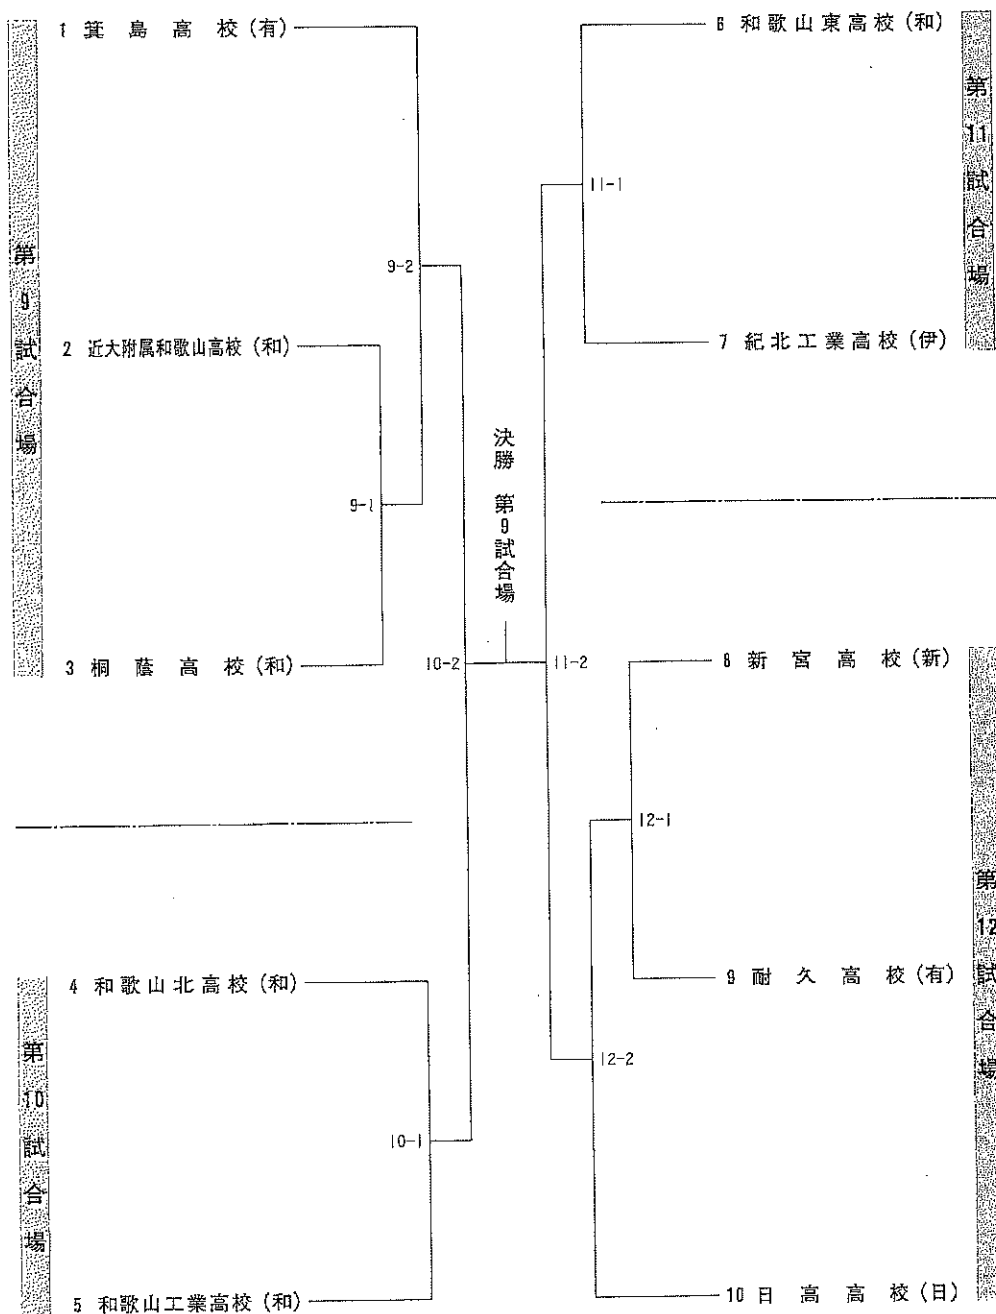 第9試合場
1 箕島高校(有)
9-2
2 近大附属和歌山高校(和)
9-1
3 桐蔭高校(和)
10-2
第10試合場
4 和歌山北高校(和)
10-1
5 和歌山工業高校(和)
決勝 第9試合場
第11試合場
6 和歌山東高校(和)
11-1
7 紀北工業高校(伊)
11-2
第12試合場
8 新宮高校(新)
12-1
9 耐久高校(有)
12-2
10 日高高校(日)